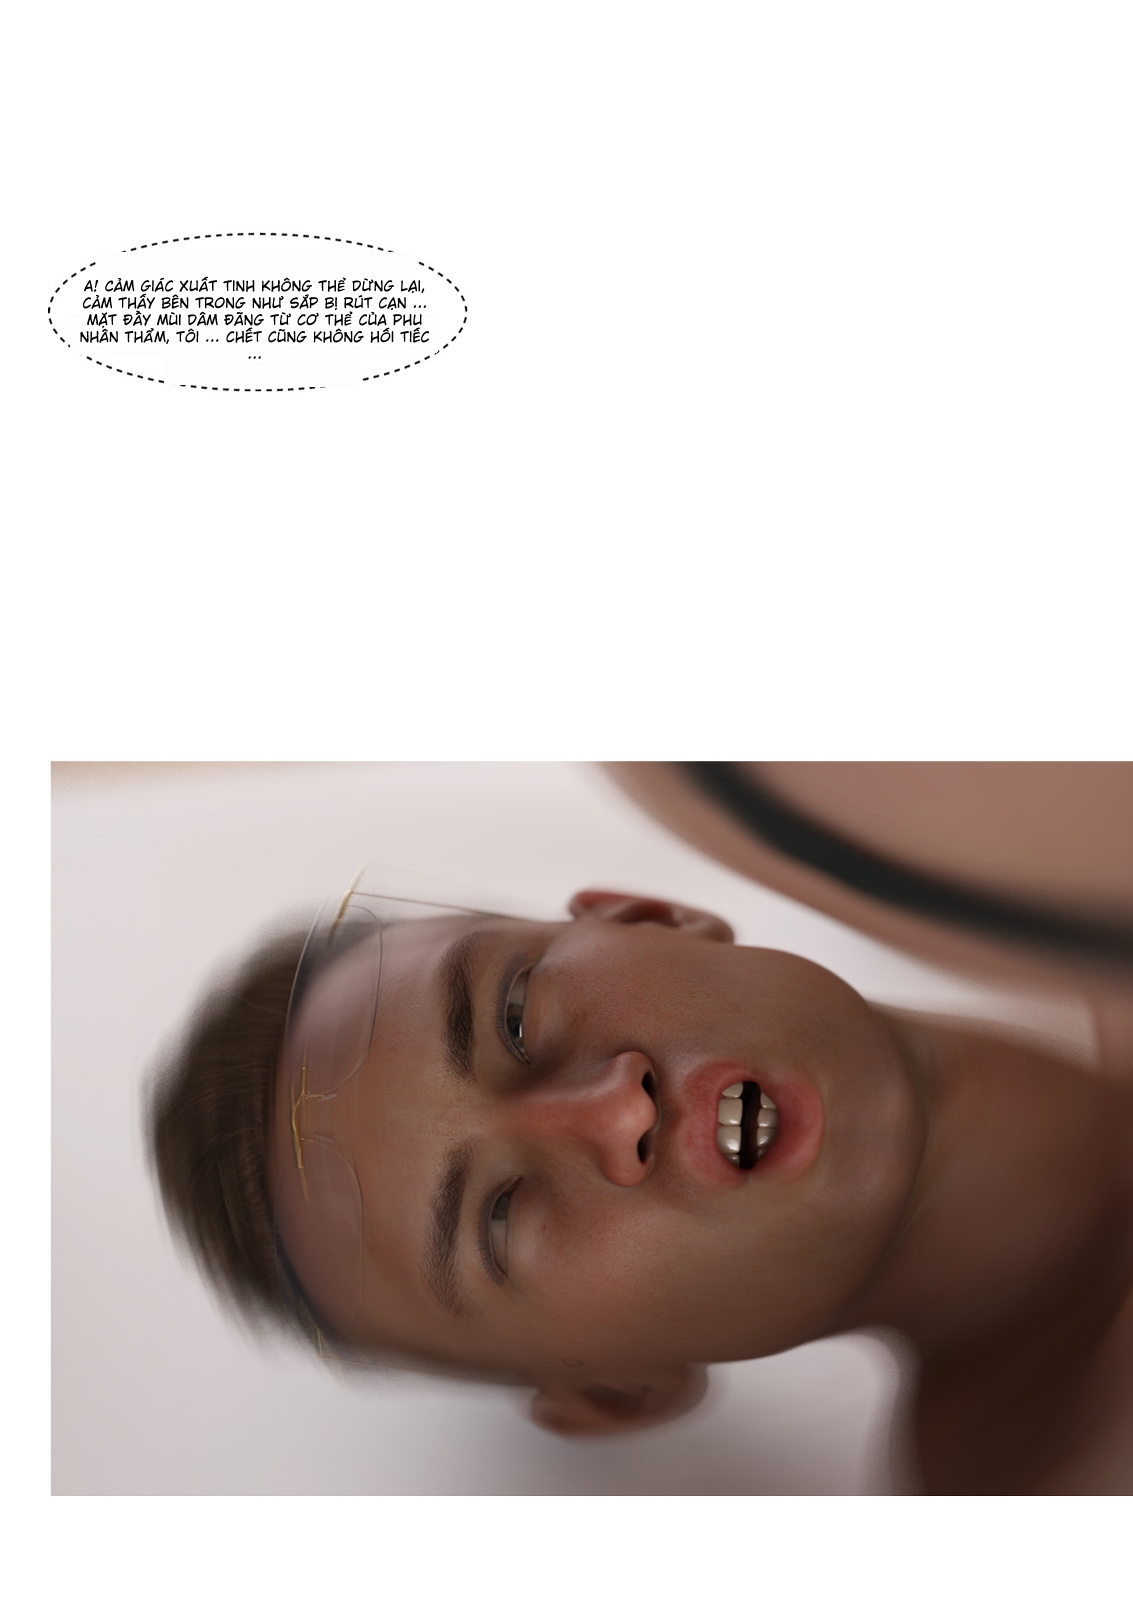 A! CẢM GIÁC XUẤT TINH KHÔNG THỂ DỪNG LẠI,
CẢM THẤY BÊN TRONG NHƯ SẮP BỊ RÚT CẠN ...
MẶT ĐẦY MÙI DÂM ĐÃNG TỪ CƠ THỂ CỦA PHU
NHÂN THẨM, TÔI ... CHẾT CŨNG KHÔNG HỐI TIẾC
...